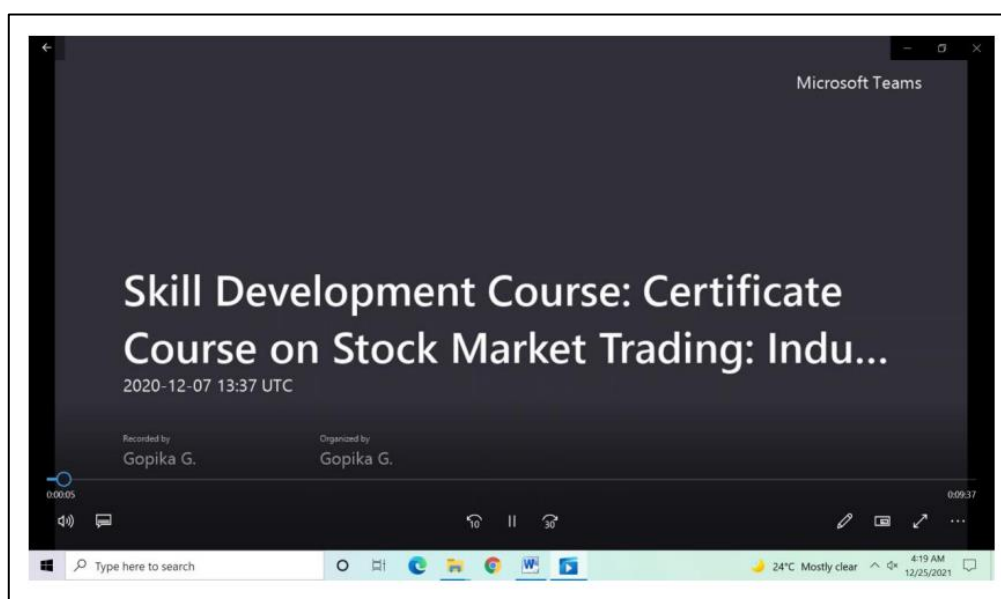 Microsoft Teams
Skill Development Course: Certificate
Course on Stock Market Trading: Indu...
2020-12-07 13:37 UTC
Recorded by Organized by
Gopika G. Gopika G.
0:00:05 0:09:37
10 30
Type here to search 24°C Mostly clear 4:19 AM
12/25/2021